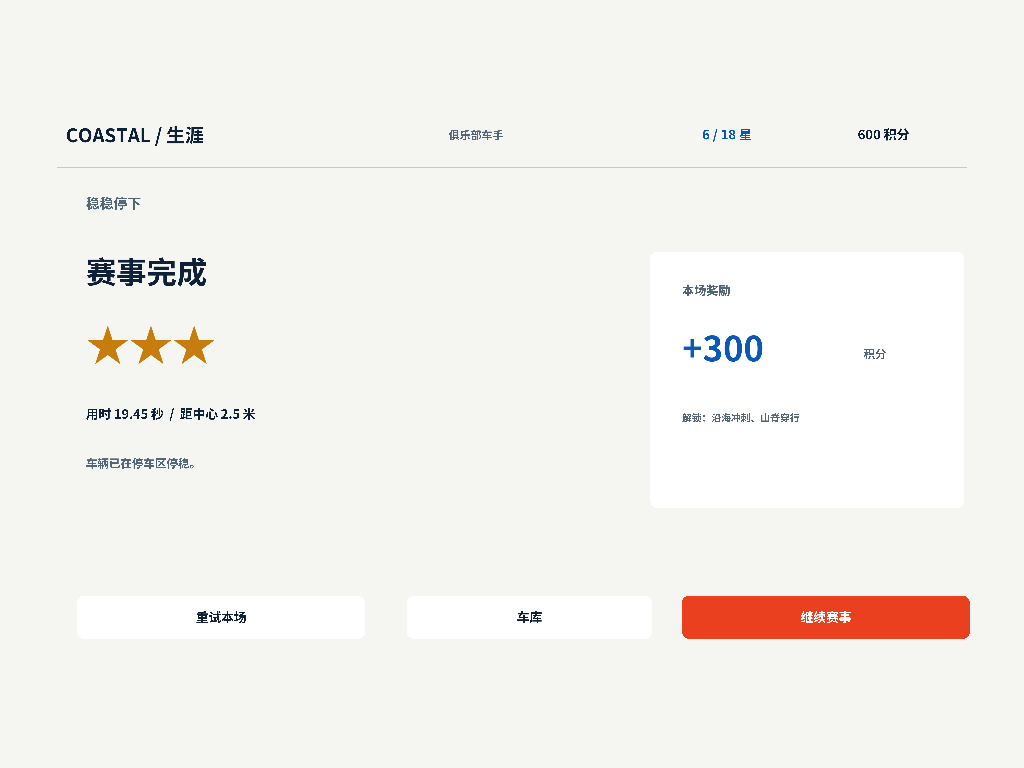 COASTAL / 生涯
俱乐部车手
6 / 18 星
600 积分
稳稳停下
赛事完成
★★★
用时 19.45 秒 / 距中心 2.5 米
车辆已在停车区停稳。
本场奖励
+300 积分
解锁：沿海冲刺、山脊穿行
重试本场
车库
继续赛事